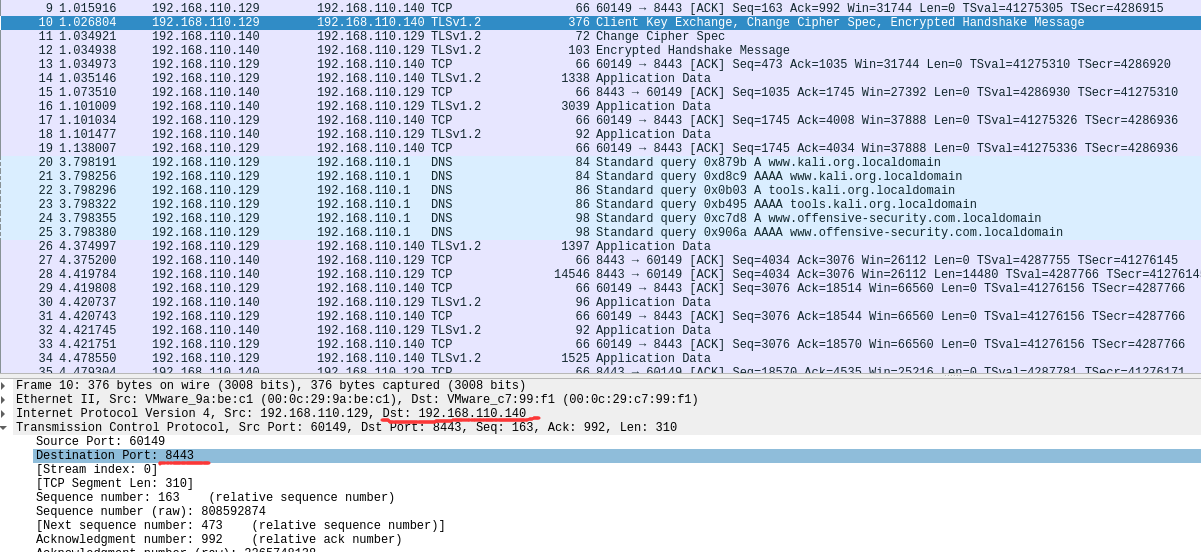 9 1.015916 192.168.110.129 192.168.110.140 TCP 66 60149 → 8443 [ACK] Seq=163 Ack=992 Win=31744 Len=0 TSval=41275305 TSecr=4286915
10 1.026804 192.168.110.129 192.168.110.140 TLSv1.2 376 Client Key Exchange, Change Cipher Spec, Encrypted Handshake Message
11 1.034921 192.168.110.140 192.168.110.129 TLSv1.2 72 Change Cipher Spec
12 1.034938 192.168.110.140 192.168.110.129 TLSv1.2 103 Encrypted Handshake Message
13 1.034973 192.168.110.129 192.168.110.140 TCP 66 60149 → 8443 [ACK] Seq=473 Ack=1035 Win=31744 Len=0 TSval=41275310 TSecr=4286920
14 1.035146 192.168.110.129 192.168.110.140 TLSv1.2 1338 Application Data
15 1.073510 192.168.110.140 192.168.110.129 TCP 66 8443 → 60149 [ACK] Seq=1035 Ack=1745 Win=27392 Len=0 TSval=4286930 TSecr=41275310
16 1.101009 192.168.110.140 192.168.110.129 TLSv1.2 3039 Application Data
17 1.101034 192.168.110.129 192.168.110.140 TCP 66 60149 → 8443 [ACK] Seq=1745 Ack=4008 Win=37888 Len=0 TSval=41275326 TSecr=4286936
18 1.101477 192.168.110.140 192.168.110.129 TLSv1.2 92 Application Data
19 1.138007 192.168.110.129 192.168.110.140 TCP 66 60149 → 8443 [ACK] Seq=1745 Ack=4034 Win=37888 Len=0 TSval=41275336 TSecr=4286936
20 3.798191 192.168.110.129 192.168.110.1 DNS 84 Standard query 0x879b A www.kali.org.localdomain
21 3.798256 192.168.110.129 192.168.110.1 DNS 84 Standard query 0xd8c9 AAAA www.kali.org.localdomain
22 3.798296 192.168.110.129 192.168.110.1 DNS 86 Standard query 0x0b03 A tools.kali.org.localdomain
23 3.798322 192.168.110.129 192.168.110.1 DNS 86 Standard query 0xb495 AAAA tools.kali.org.localdomain
24 3.798355 192.168.110.129 192.168.110.1 DNS 98 Standard query 0xc7d8 A www.offensive-security.com.localdomain
25 3.798380 192.168.110.129 192.168.110.1 DNS 98 Standard query 0x906a AAAA www.offensive-security.com.localdomain
26 4.374997 192.168.110.129 192.168.110.140 TLSv1.2 1397 Application Data
27 4.375200 192.168.110.140 192.168.110.129 TCP 66 8443 → 60149 [ACK] Seq=4034 Ack=3076 Win=26112 Len=0 TSval=4287755 TSecr=41276145
28 4.419784 192.168.110.140 192.168.110.129 TCP 14546 8443 → 60149 [ACK] Seq=4034 Ack=3076 Win=26112 Len=14480 TSval=4287766 TSecr=4127614
29 4.419808 192.168.110.129 192.168.110.140 TCP 66 60149 → 8443 [ACK] Seq=3076 Ack=18514 Win=66560 Len=0 TSval=41276156 TSecr=4287766
30 4.420737 192.168.110.140 192.168.110.129 TLSv1.2 96 Application Data
31 4.420743 192.168.110.129 192.168.110.140 TCP 66 60149 → 8443 [ACK] Seq=3076 Ack=18544 Win=66560 Len=0 TSval=41276156 TSecr=4287766
32 4.421745 192.168.110.140 192.168.110.129 TLSv1.2 92 Application Data
33 4.421751 192.168.110.129 192.168.110.140 TCP 66 60149 → 8443 [ACK] Seq=3076 Ack=18570 Win=66560 Len=0 TSval=41276156 TSecr=4287766
34 4.478550 192.168.110.129 192.168.110.140 TLSv1.2 1525 Application Data
35 4.479304 192.168.110.140 192.168.110.129 TCP 66 8443 → 60149 [ACK] Seq=18570 Ack=4535 Win=25216 Len=0 TSval=4287781 TSecr=41276171
Frame 10: 376 bytes on wire (3008 bits), 376 bytes captured (3008 bits)
Ethernet II, Src: VMware_9a:be:c1 (00:0c:29:9a:be:c1), Dst: VMware_c7:99:f1 (00:0c:29:c7:99:f1)
Internet Protocol Version 4, Src: 192.168.110.129, Dst: 192.168.110.140
Transmission Control Protocol, Src Port: 60149, Dst Port: 8443, Seq: 163, Ack: 992, Len: 310
Source Port: 60149
Destination Port: 8443
[Stream index: 0]
[TCP Segment Len: 310]
Sequence number: 163 (relative sequence number)
Sequence number (raw): 808592874
[Next sequence number: 473 (relative sequence number)]
Acknowledgment number: 992 (relative ack number)
Acknowledgment number (raw):